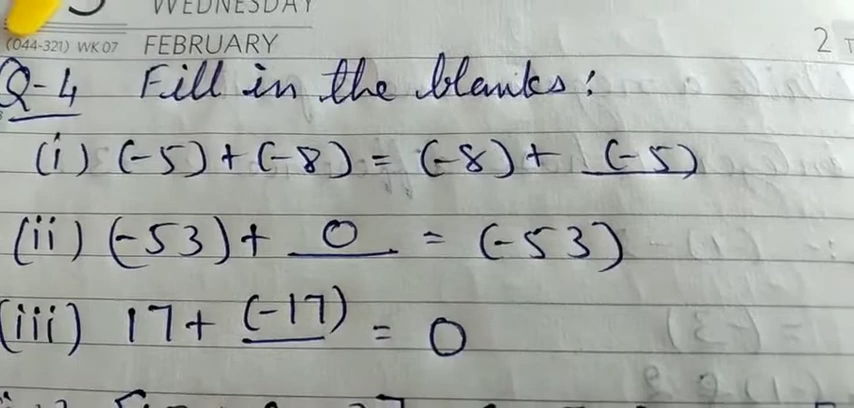 WEDNESDAY
(044-321) WK 07 FEBRUARY 2
Q-4 Fill in the blanks:
(i) (-5) + (-8) = (-8) + (-5)
(ii) (-53) + 0 = (-53)
(iii) 17 + (-17) = 0